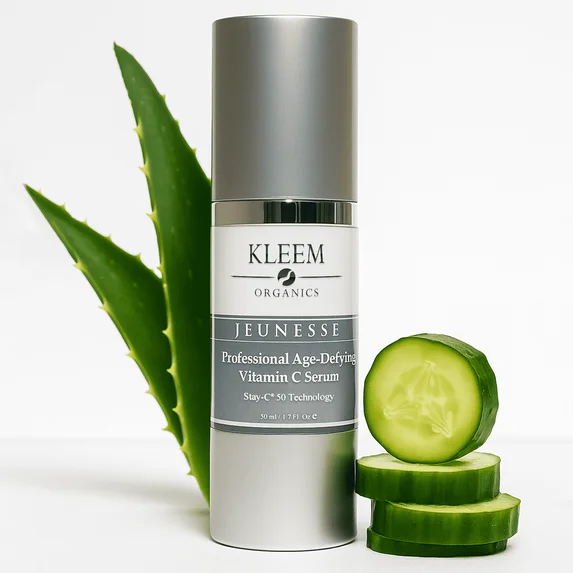 KLEEM
ORGANICS
JEUNESSE
Professional Age-Defying
Vitamin C Serum
Stay-C® 50 Technology
50 ml / 1.7 Fl. Oz ℮